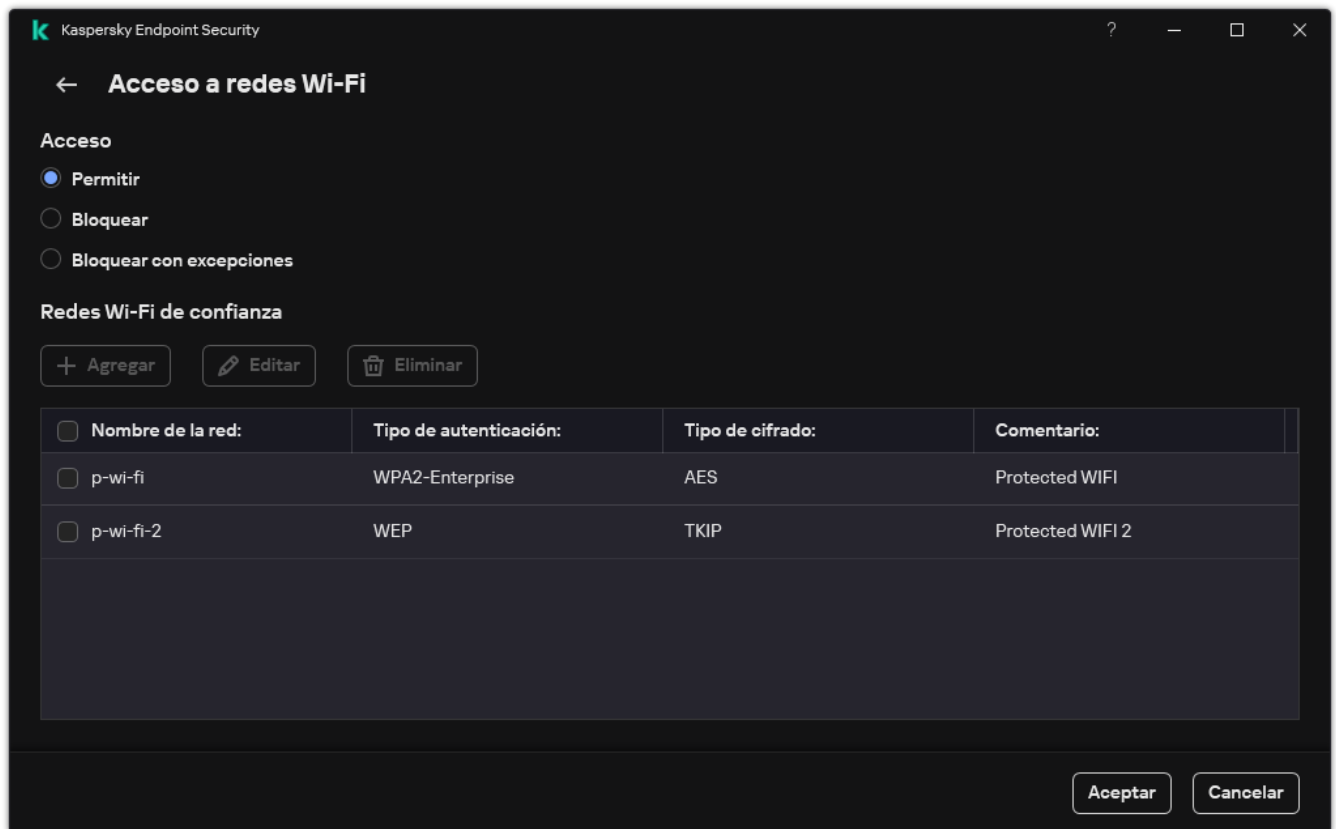 Kaspersky Endpoint Security ?
Acceso a redes Wi-Fi
Acceso
Permitir
Bloquear
Bloquear con excepciones
Redes Wi-Fi de confianza
Agregar Editar Eliminar
Nombre de la red: Tipo de autenticación: Tipo de cifrado: Comentario:
p-wi-fi WPA2-Enterprise AES Protected WIFI
p-wi-fi-2 WEP TKIP Protected WIFI 2
Aceptar Cancelar